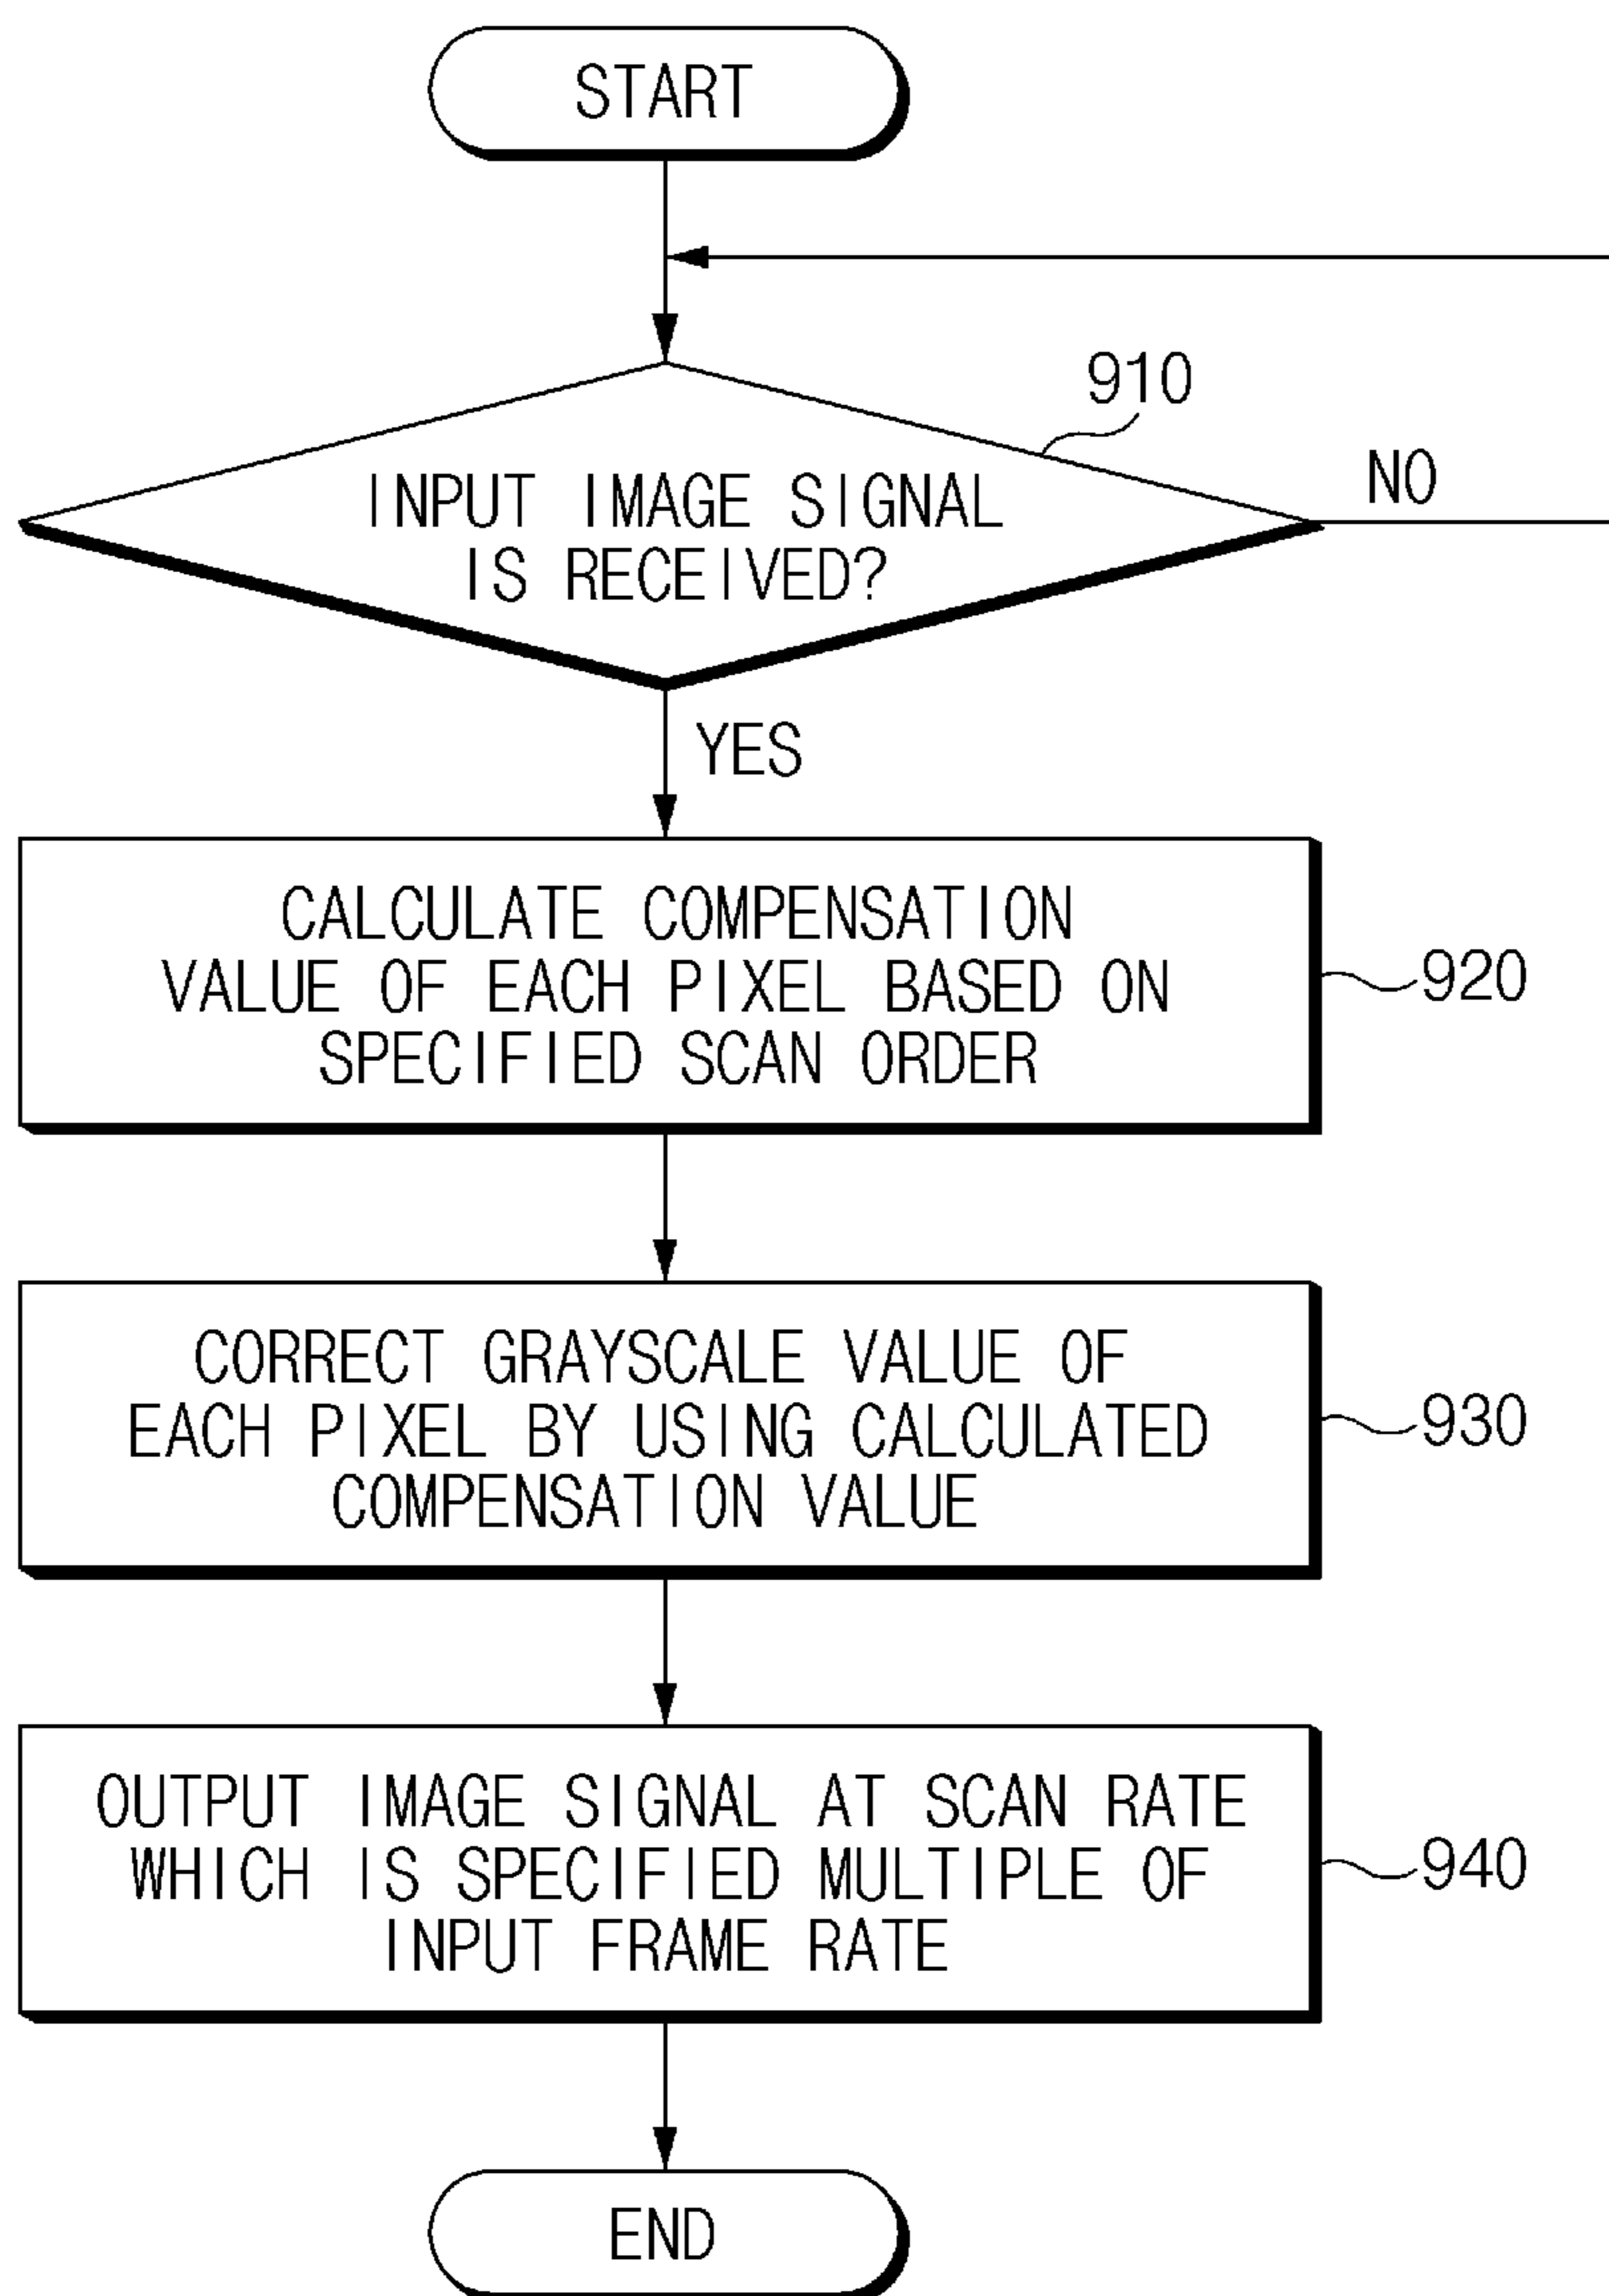 START
910
INPUT IMAGE SIGNAL
IS RECEIVED?
NO
YES
CALCULATE COMPENSATION
VALUE OF EACH PIXEL BASED ON
SPECIFIED SCAN ORDER
920
CORRECT GRAYSCALE VALUE OF
EACH PIXEL BY USING CALCULATED
COMPENSATION VALUE
930
OUTPUT IMAGE SIGNAL AT SCAN RATE
WHICH IS SPECIFIED MULTIPLE OF
INPUT FRAME RATE
940
END